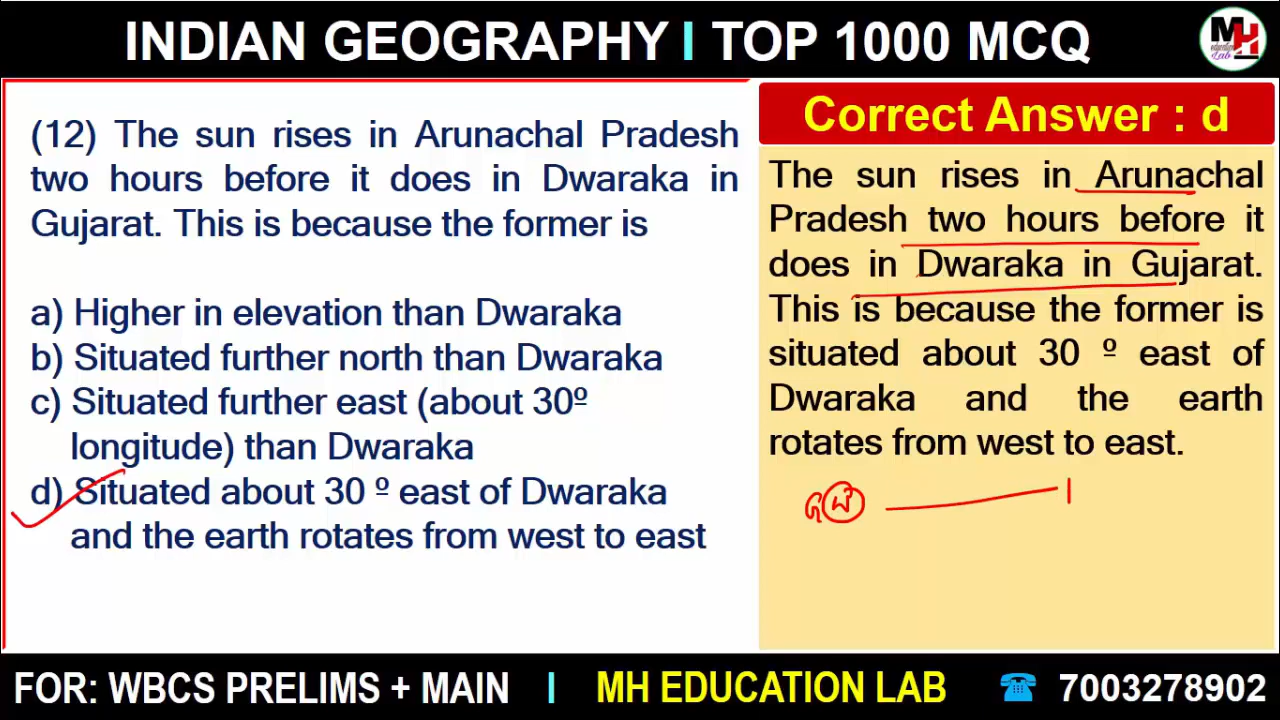 INDIAN GEOGRAPHY I TOP 1000 MCQ
MH
education
Lab
(12) The sun rises in Arunachal Pradesh
two hours before it does in Dwaraka in
Gujarat. This is because the former is
a) Higher in elevation than Dwaraka
b) Situated further north than Dwaraka
c) Situated further east (about 30º
longitude) than Dwaraka
d) Situated about 30 º east of Dwaraka
and the earth rotates from west to east
Correct Answer : d
The sun rises in Arunachal
Pradesh two hours before it
does in Dwaraka in Gujarat.
This is because the former is
situated about 30 º east of
Dwaraka and the earth
rotates from west to east.
FOR: WBCS PRELIMS + MAIN I MH EDUCATION LAB ☎ 7003278902